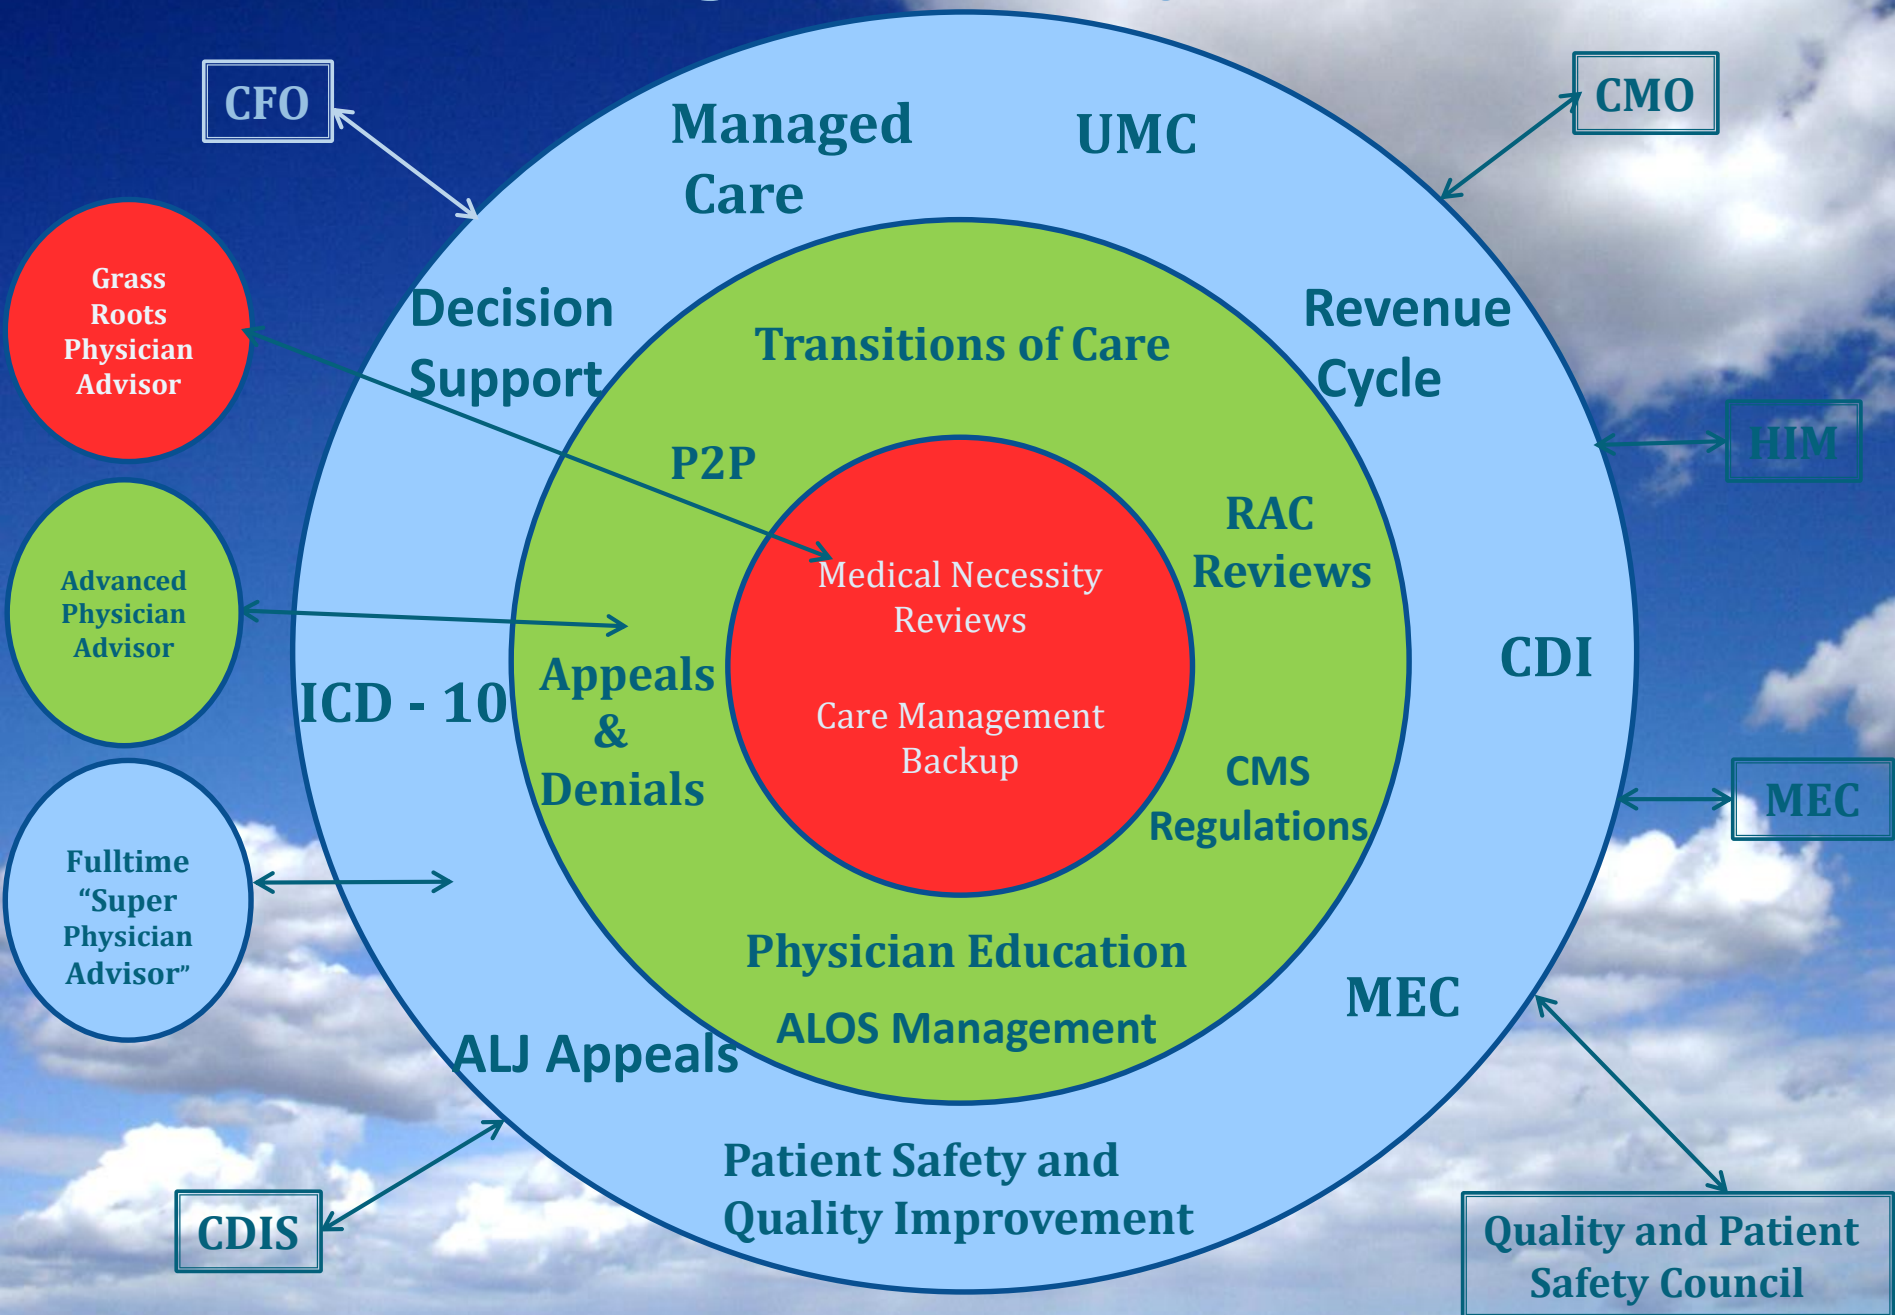 CFO
Managed
Care
UMC
CMO
Grass
Roots
Physician
Advisor
Decision
Support
Transitions of Care
Revenue
Cycle
P2P
HIM
RAC
Reviews
Medical Necessity
Reviews
Advanced
Physician
Advisor
ICD - 10
Appeals
&
Denials
Care Management
Backup
CDI
CMS
Regulations
MEC
Fulltime
“Super
Physician
Advisor”
Physician Education
ALOS Management
MEC
ALJ Appeals
Patient Safety and
Quality Improvement
CDIS
Quality and Patient
Safety Council